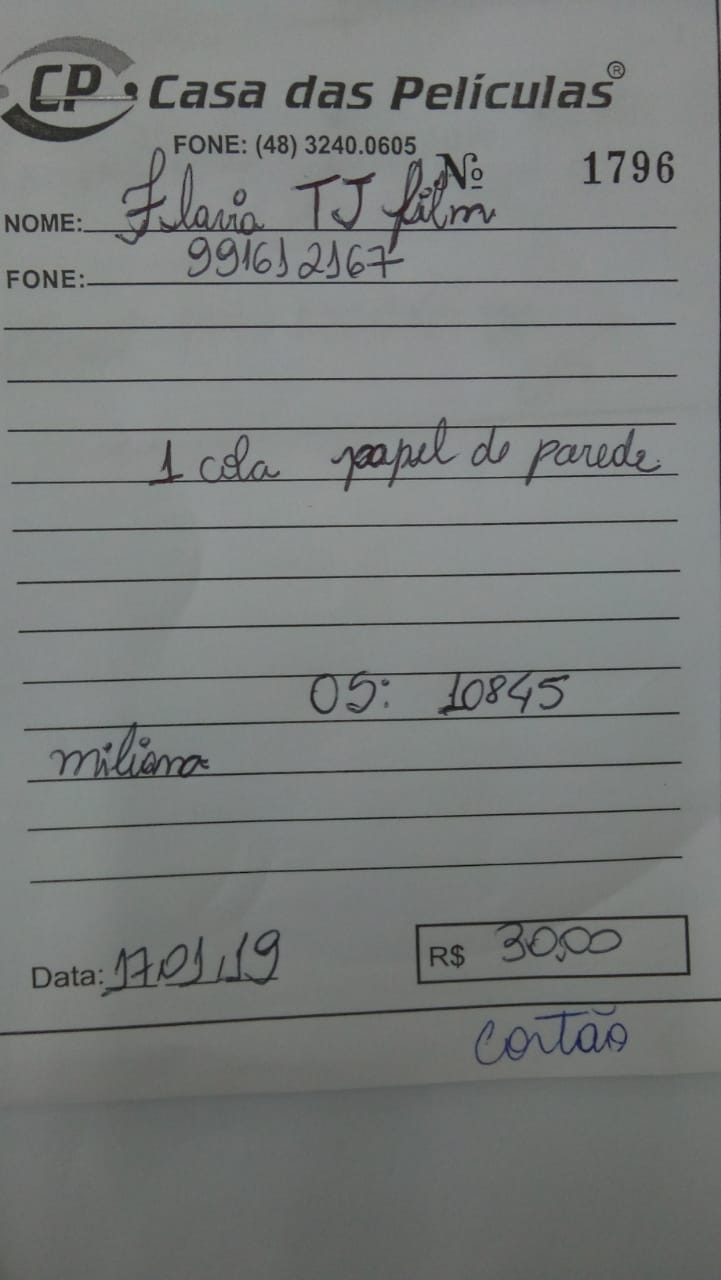 CP. Casa das Películas®
FONE: (48) 3240.0605
Nº 1796
NOME: Flavia TJ film
FONE: 991612167
1 cola papel de parede
OS: 10845
miliana
Data: 17.01.19 R$ 30,00
cartão